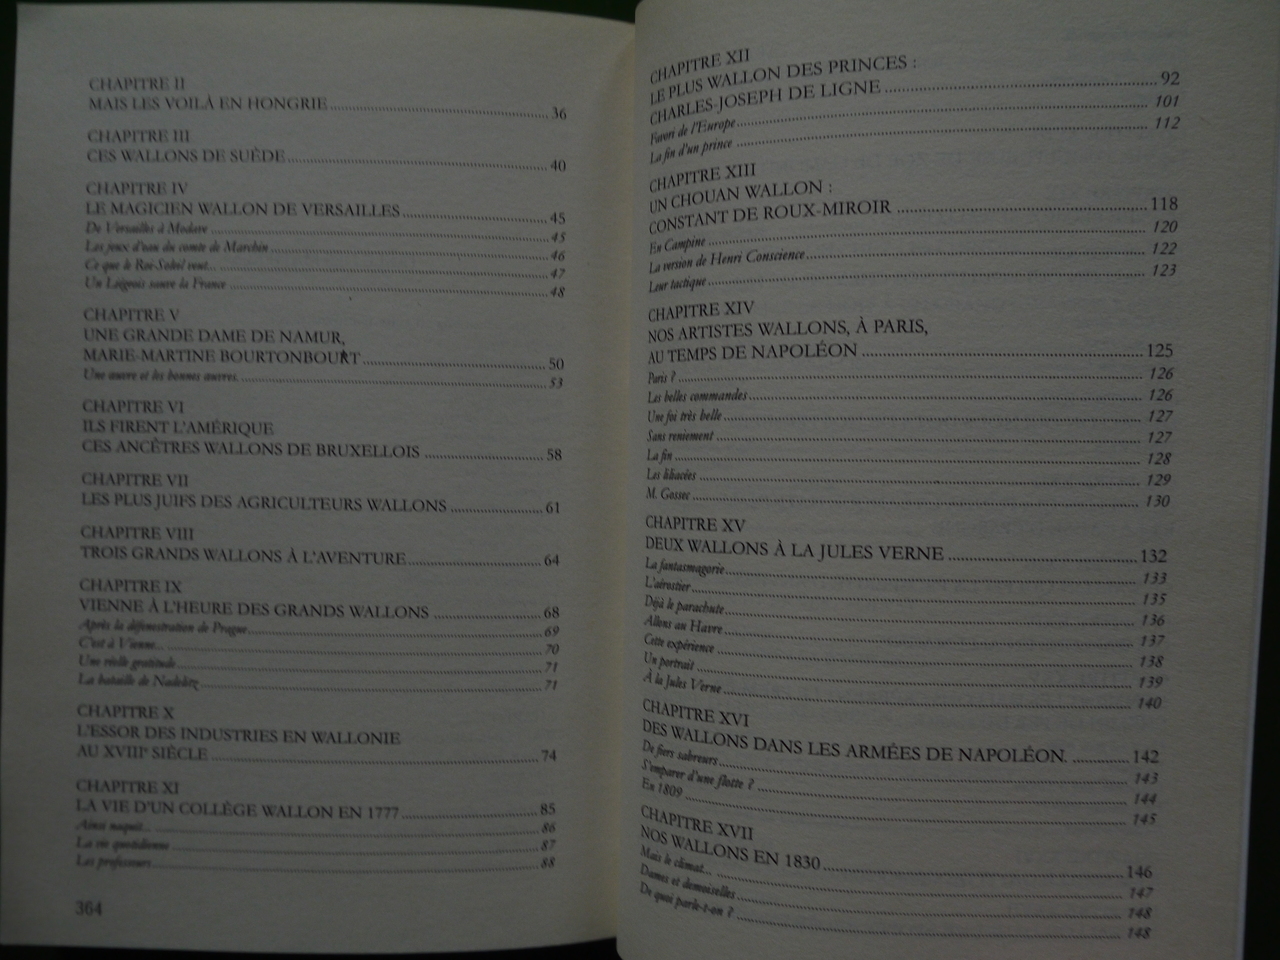 CHAPITRE II
MAIS LES VOILÀ EN HONGRIE 36
CHAPITRE III
CES WALLONS DE SUÈDE 40
CHAPITRE IV
LE MAGICIEN WALLON DE VERSAILLES 45
De Versailles à Modave 45
Les jeux d'eau du comte de Marchin 46
Ce que le Roi-Soleil veut... 47
Un Liégeois sauve la France 48
CHAPITRE V
UNE GRANDE DAME DE NAMUR,
MARIE-MARTINE BOURTONBOURT 50
Une œuvre et les bonnes œuvres. 53
CHAPITRE VI
ILS FIRENT L'AMÉRIQUE
CES ANCÊTRES WALLONS DE BRUXELLOIS 58
CHAPITRE VII
LES PLUS JUIFS DES AGRICULTEURS WALLONS 61
CHAPITRE VIII
TROIS GRANDS WALLONS À L'AVENTURE 64
CHAPITRE IX
VIENNE À L'HEURE DES GRANDS WALLONS 68
Après la défenestration de Prague 69
C'est à Vienne... 70
Une réelle gratitude 71
La bataille de 71
CHAPITRE X
L'ESSOR DES INDUSTRIES EN WALLONIE
AU XVIIIe SIÈCLE 74
CHAPITRE XI
LA VIE D'UN COLLÈGE WALLON EN 1777 85
Ainsi naquit... 86
La vie quotidienne 87
Les professeurs 88
364
CHAPITRE XII
LE PLUS WALLON DES PRINCES :
CHARLES-JOSEPH DE LIGNE 92
Favori de l'Europe 101
La fin d'un prince 112
CHAPITRE XIII
UN CHOUAN WALLON :
CONSTANT DE ROUX-MIROIR 118
En Campine 120
La version de Henri Conscience 122
Leur tactique 123
CHAPITRE XIV
NOS ARTISTES WALLONS, À PARIS,
AU TEMPS DE NAPOLÉON 125
Paris ? 126
Les belles commandes 126
Une foi très belle 127
Sans reniement 127
La fin 128
Les liliacées 129
M. Gossec 130
CHAPITRE XV
DEUX WALLONS À LA JULES VERNE 132
La fantasmagorie 133
L'aérostier 135
Déjà le parachute 136
Allons au Havre 137
Cette expérience 138
Un portrait 139
À la Jules Verne 140
CHAPITRE XVI
DES WALLONS DANS LES ARMÉES DE NAPOLÉON. 142
De fiers sabreurs 143
S'emparer d'une flotte ? 144
En 1809 145
CHAPITRE XVII
NOS WALLONS EN 1830 146
Mais le climat... 147
Dames et demoiselles 148
De quoi parle-t-on ? 148